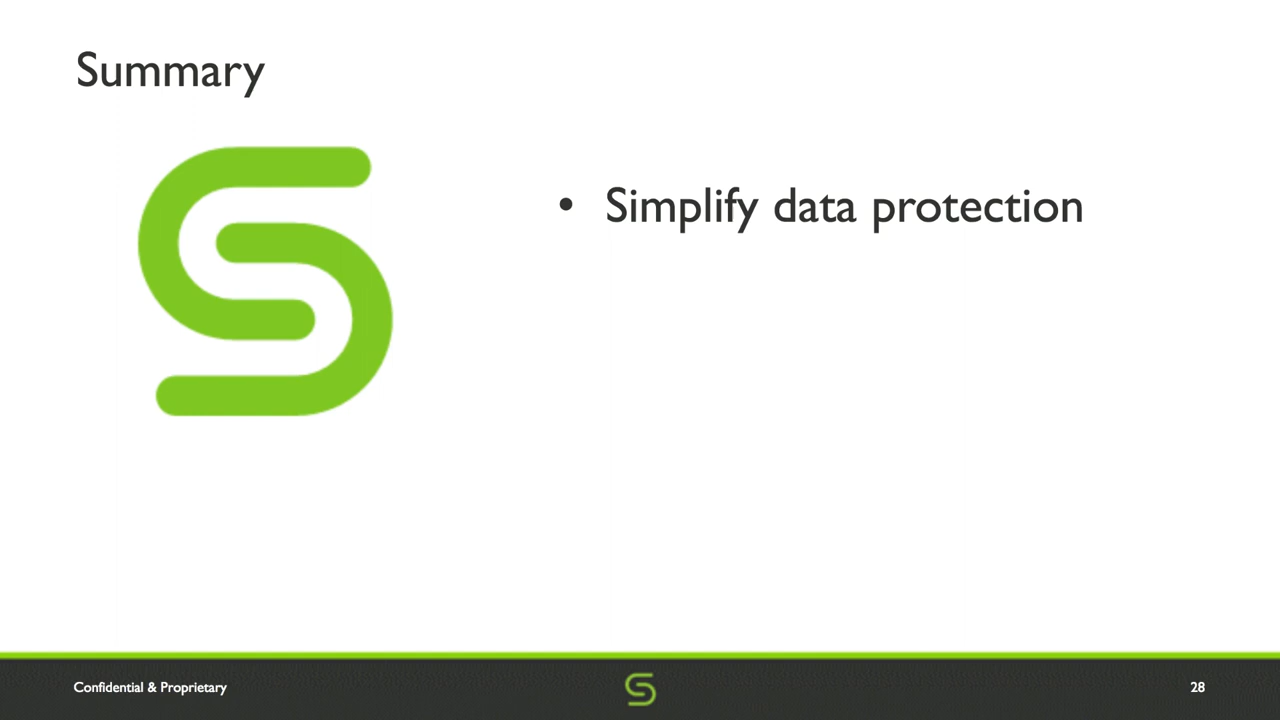 Summary
• Simplify data protection
Confidential & Proprietary
28